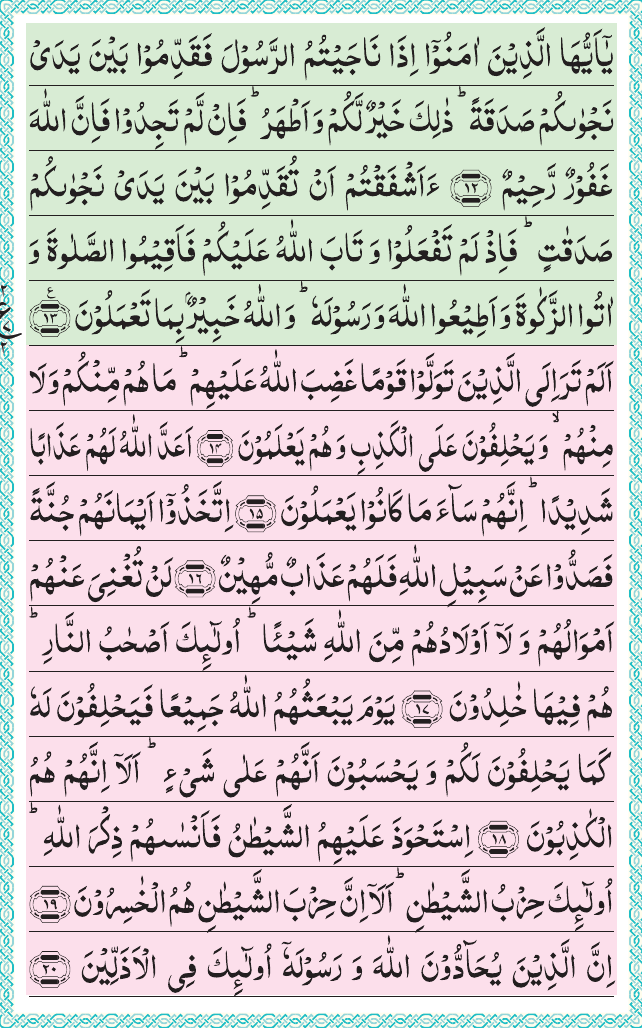 يٰۤاَيُّهَا الَّذِيْنَ اٰمَنُوْۤا اِذَا نَاجَيْتُمُ الرَّسُوْلَ فَقَدِّمُوْا بَيْنَ يَدَىْ
نَجْوٰىكُمْ صَدَقَةً ؕ ذٰلِكَ خَيْرٌ لَّكُمْ وَ اَطْهَرُ ؕ فَاِنْ لَّمْ تَجِدُوْا فَاِنَّ اللّٰهَ
غَفُوْرٌ رَّحِيْمٌ ﴿۱۲﴾ ءَاَشْفَقْتُمْ اَنْ تُقَدِّمُوْا بَيْنَ يَدَىْ نَجْوٰىكُمْ
صَدَقٰتٍ ؕ فَاِذْ لَمْ تَفْعَلُوْا وَ تَابَ اللّٰهُ عَلَيْكُمْ فَاَقِيْمُوا الصَّلٰوةَ وَ
اٰتُوا الزَّكٰوةَ وَ اَطِيْعُوا اللّٰهَ وَ رَسُوْلَهٗ ؕ وَ اللّٰهُ خَبِيْرٌۢ بِمَا تَعْمَلُوْنَ ﴿۱۳﴾ع
اَلَمْ تَرَ اِلَى الَّذِيْنَ تَوَلَّوْا قَوْمًا غَضِبَ اللّٰهُ عَلَيْهِمْ ؕ مَا هُمْ مِّنْكُمْ وَ لَا
مِنْهُمْ ۙ وَ يَحْلِفُوْنَ عَلَى الْكَذِبِ وَ هُمْ يَعْلَمُوْنَ ﴿۱۴﴾ اَعَدَّ اللّٰهُ لَهُمْ عَذَابًا
شَدِيْدًا ؕ اِنَّهُمْ سَآءَ مَا كَانُوْا يَعْمَلُوْنَ ﴿۱۵﴾ اِتَّخَذُوْۤا اَيْمَانَهُمْ جُنَّةً
فَصَدُّوْا عَنْ سَبِيْلِ اللّٰهِ فَلَهُمْ عَذَابٌ مُّهِيْنٌ ﴿۱۶﴾ لَنْ تُغْنِىَ عَنْهُمْ
اَمْوَالُهُمْ وَ لَاۤ اَوْلَادُهُمْ مِّنَ اللّٰهِ شَيْـًٔا ؕ اُولٰٓئِكَ اَصْحٰبُ النَّارِ ؕ
هُمْ فِيْهَا خٰلِدُوْنَ ﴿۱۷﴾ يَوْمَ يَبْعَثُهُمُ اللّٰهُ جَمِيْعًا فَيَحْلِفُوْنَ لَهٗ
كَمَا يَحْلِفُوْنَ لَكُمْ وَ يَحْسَبُوْنَ اَنَّهُمْ عَلٰى شَىْءٍ ؕ اَلَاۤ اِنَّهُمْ هُمُ
الْكٰذِبُوْنَ ﴿۱۸﴾ اِسْتَحْوَذَ عَلَيْهِمُ الشَّيْطٰنُ فَاَنْسٰىهُمْ ذِكْرَ اللّٰهِ ؕ
اُولٰٓئِكَ حِزْبُ الشَّيْطٰنِ ؕ اَلَاۤ اِنَّ حِزْبَ الشَّيْطٰنِ هُمُ الْخٰسِرُوْنَ ﴿۱۹﴾
اِنَّ الَّذِيْنَ يُحَآدُّوْنَ اللّٰهَ وَ رَسُوْلَهٗۤ اُولٰٓئِكَ فِى الْاَذَلِّيْنَ ﴿۲۰﴾